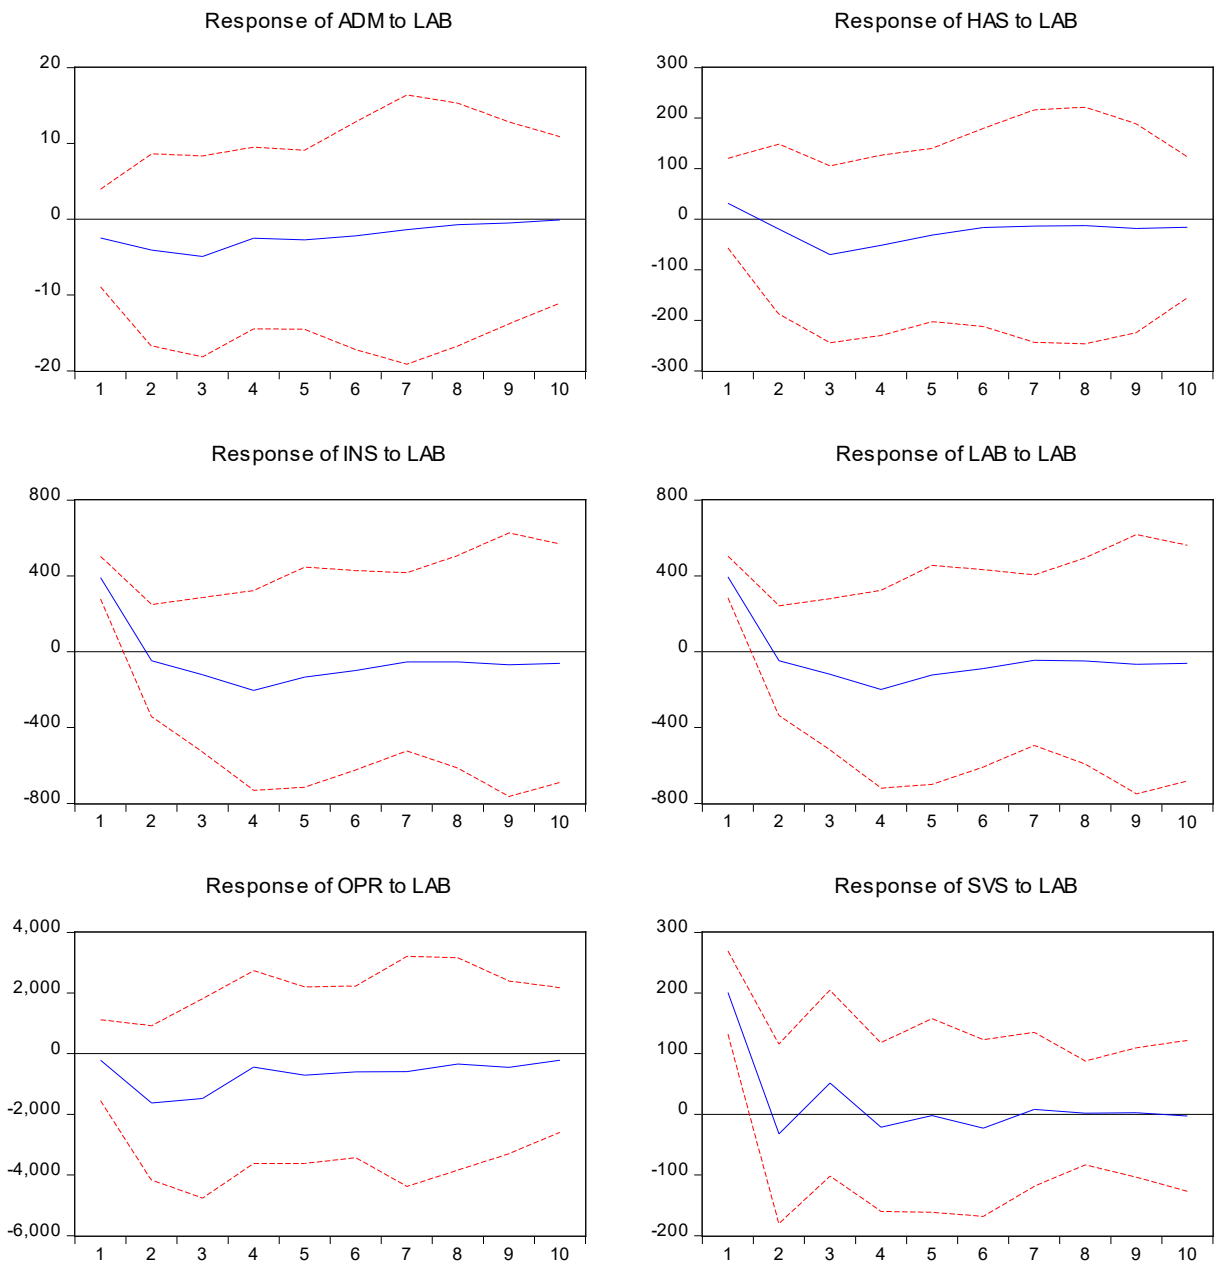 Response of ADM to LAB
20
10
0
-10
-20
1 2 3 4 5 6 7 8 9 10
Response of HAS to LAB
300
200
100
0
-100
-200
-300
1 2 3 4 5 6 7 8 9 10
Response of INS to LAB
800
400
0
-400
-800
1 2 3 4 5 6 7 8 9 10
Response of LAB to LAB
800
400
0
-400
-800
1 2 3 4 5 6 7 8 9 10
Response of OPR to LAB
4,000
2,000
0
-2,000
-4,000
-6,000
1 2 3 4 5 6 7 8 9 10
Response of SVS to LAB
300
200
100
0
-100
-200
1 2 3 4 5 6 7 8 9 10